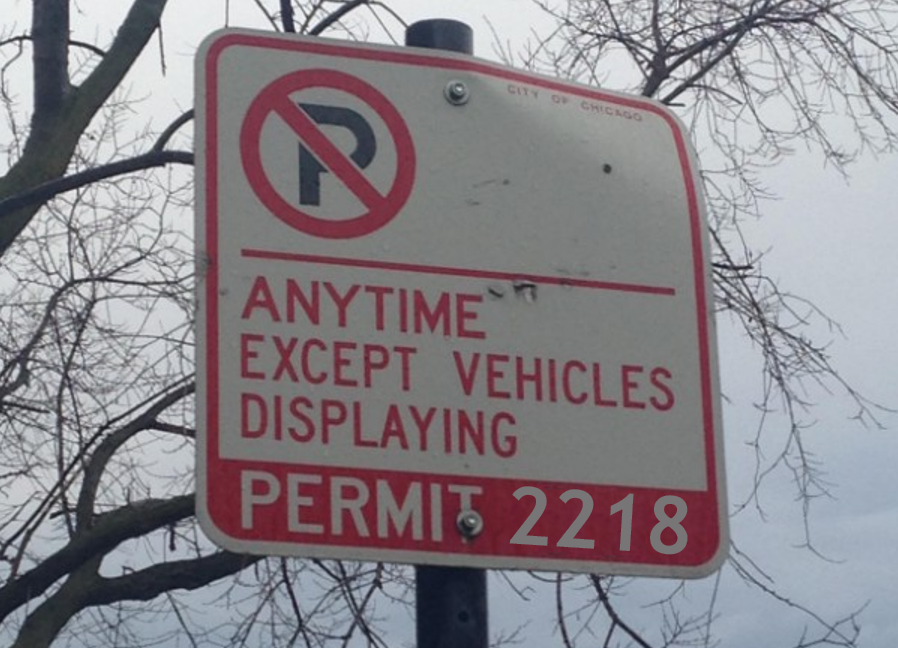 CITY OF CHICAGO
P
ANYTIME
EXCEPT VEHICLES
DISPLAYING
PERMIT 2218